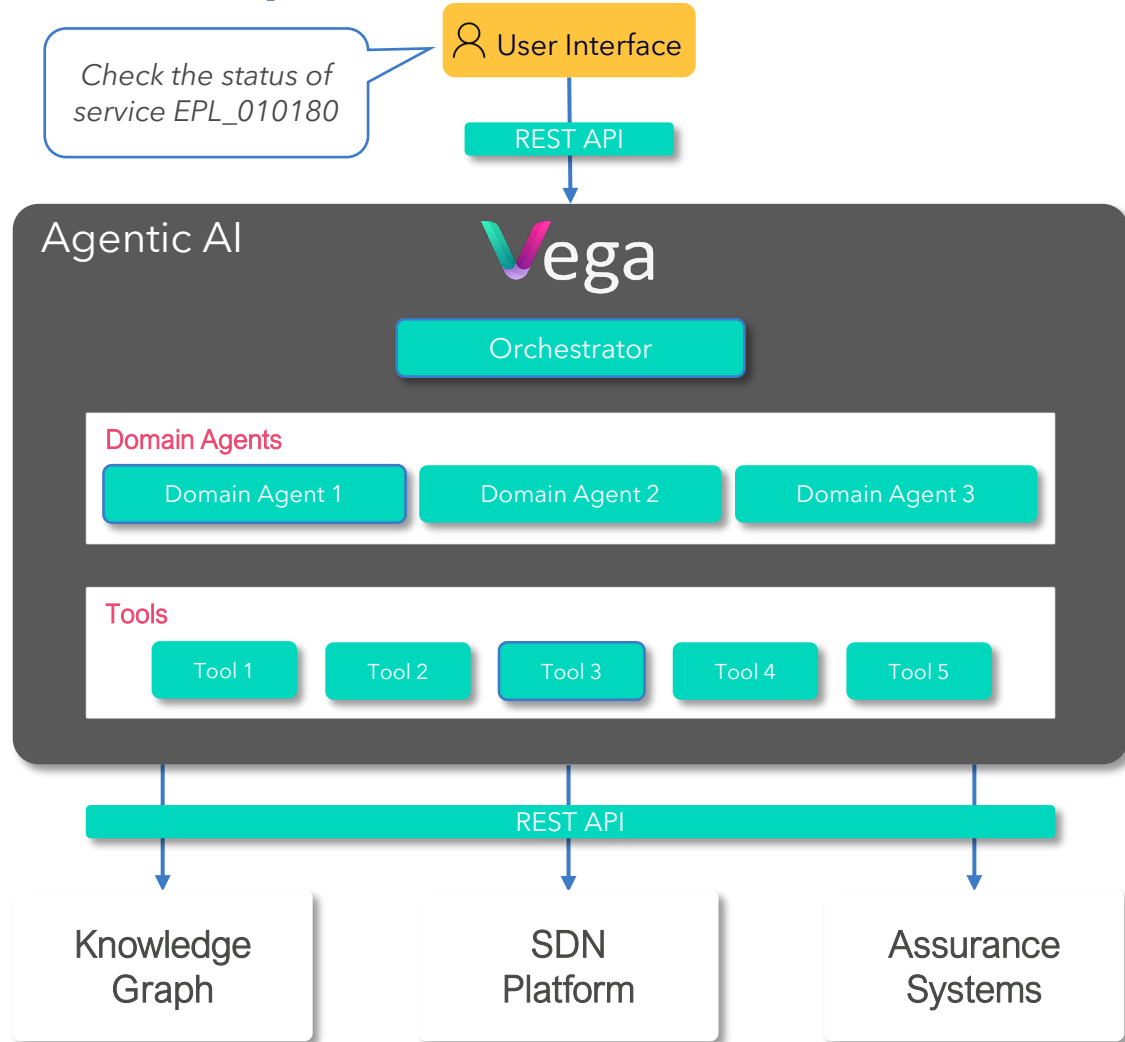 User Interface
Check the status of
service EPL_010180
REST API
Agentic AI
Vega
Orchestrator
Domain Agents
Domain Agent 1
Domain Agent 2
Domain Agent 3
Tools
Tool 1
Tool 2
Tool 3
Tool 4
Tool 5
REST API
Knowledge
Graph
SDN
Platform
Assurance
Systems